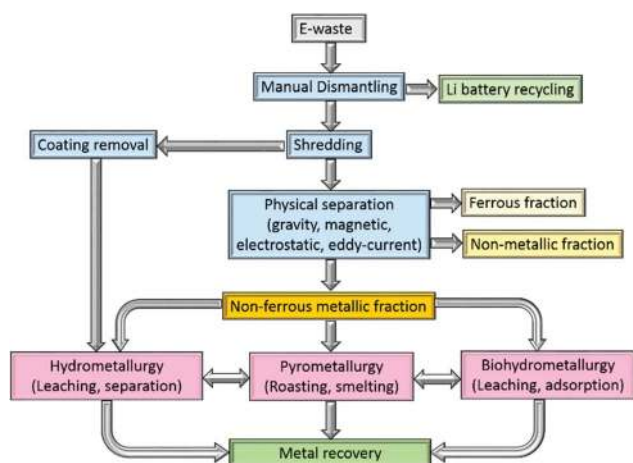 E-waste
Manual Dismantling
Li battery recycling
Coating removal
Shredding
Physical separation
(gravity, magnetic,
electrostatic, eddy-current)
Ferrous fraction
Non-metallic fraction
Non-ferrous metallic fraction
Hydrometallurgy
(Leaching, separation)
Pyrometallurgy
(Roasting, smelting)
Biohydrometallurgy
(Leaching, adsorption)
Metal recovery